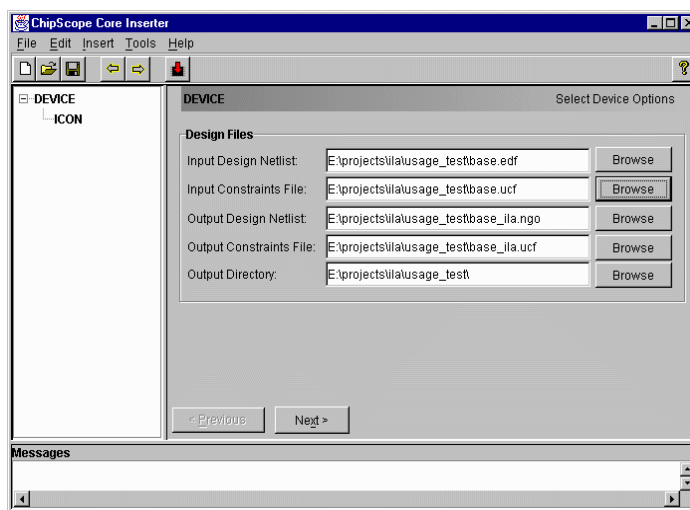 ChipScope Core Inserter
File Edit Insert Tools Help
DEVICE
ICON
DEVICE Select Device Options
Design Files
Input Design Netlist: E:\projects\ila\usage_test\base.edf Browse
Input Constraints File: E:\projects\ila\usage_test\base.ucf Browse
Output Design Netlist: E:\projects\ila\usage_test\base_ila.ngo Browse
Output Constraints File: E:\projects\ila\usage_test\base_ila.ucf Browse
Output Directory: E:\projects\ila\usage_test\ Browse
< Previous Next >
Messages